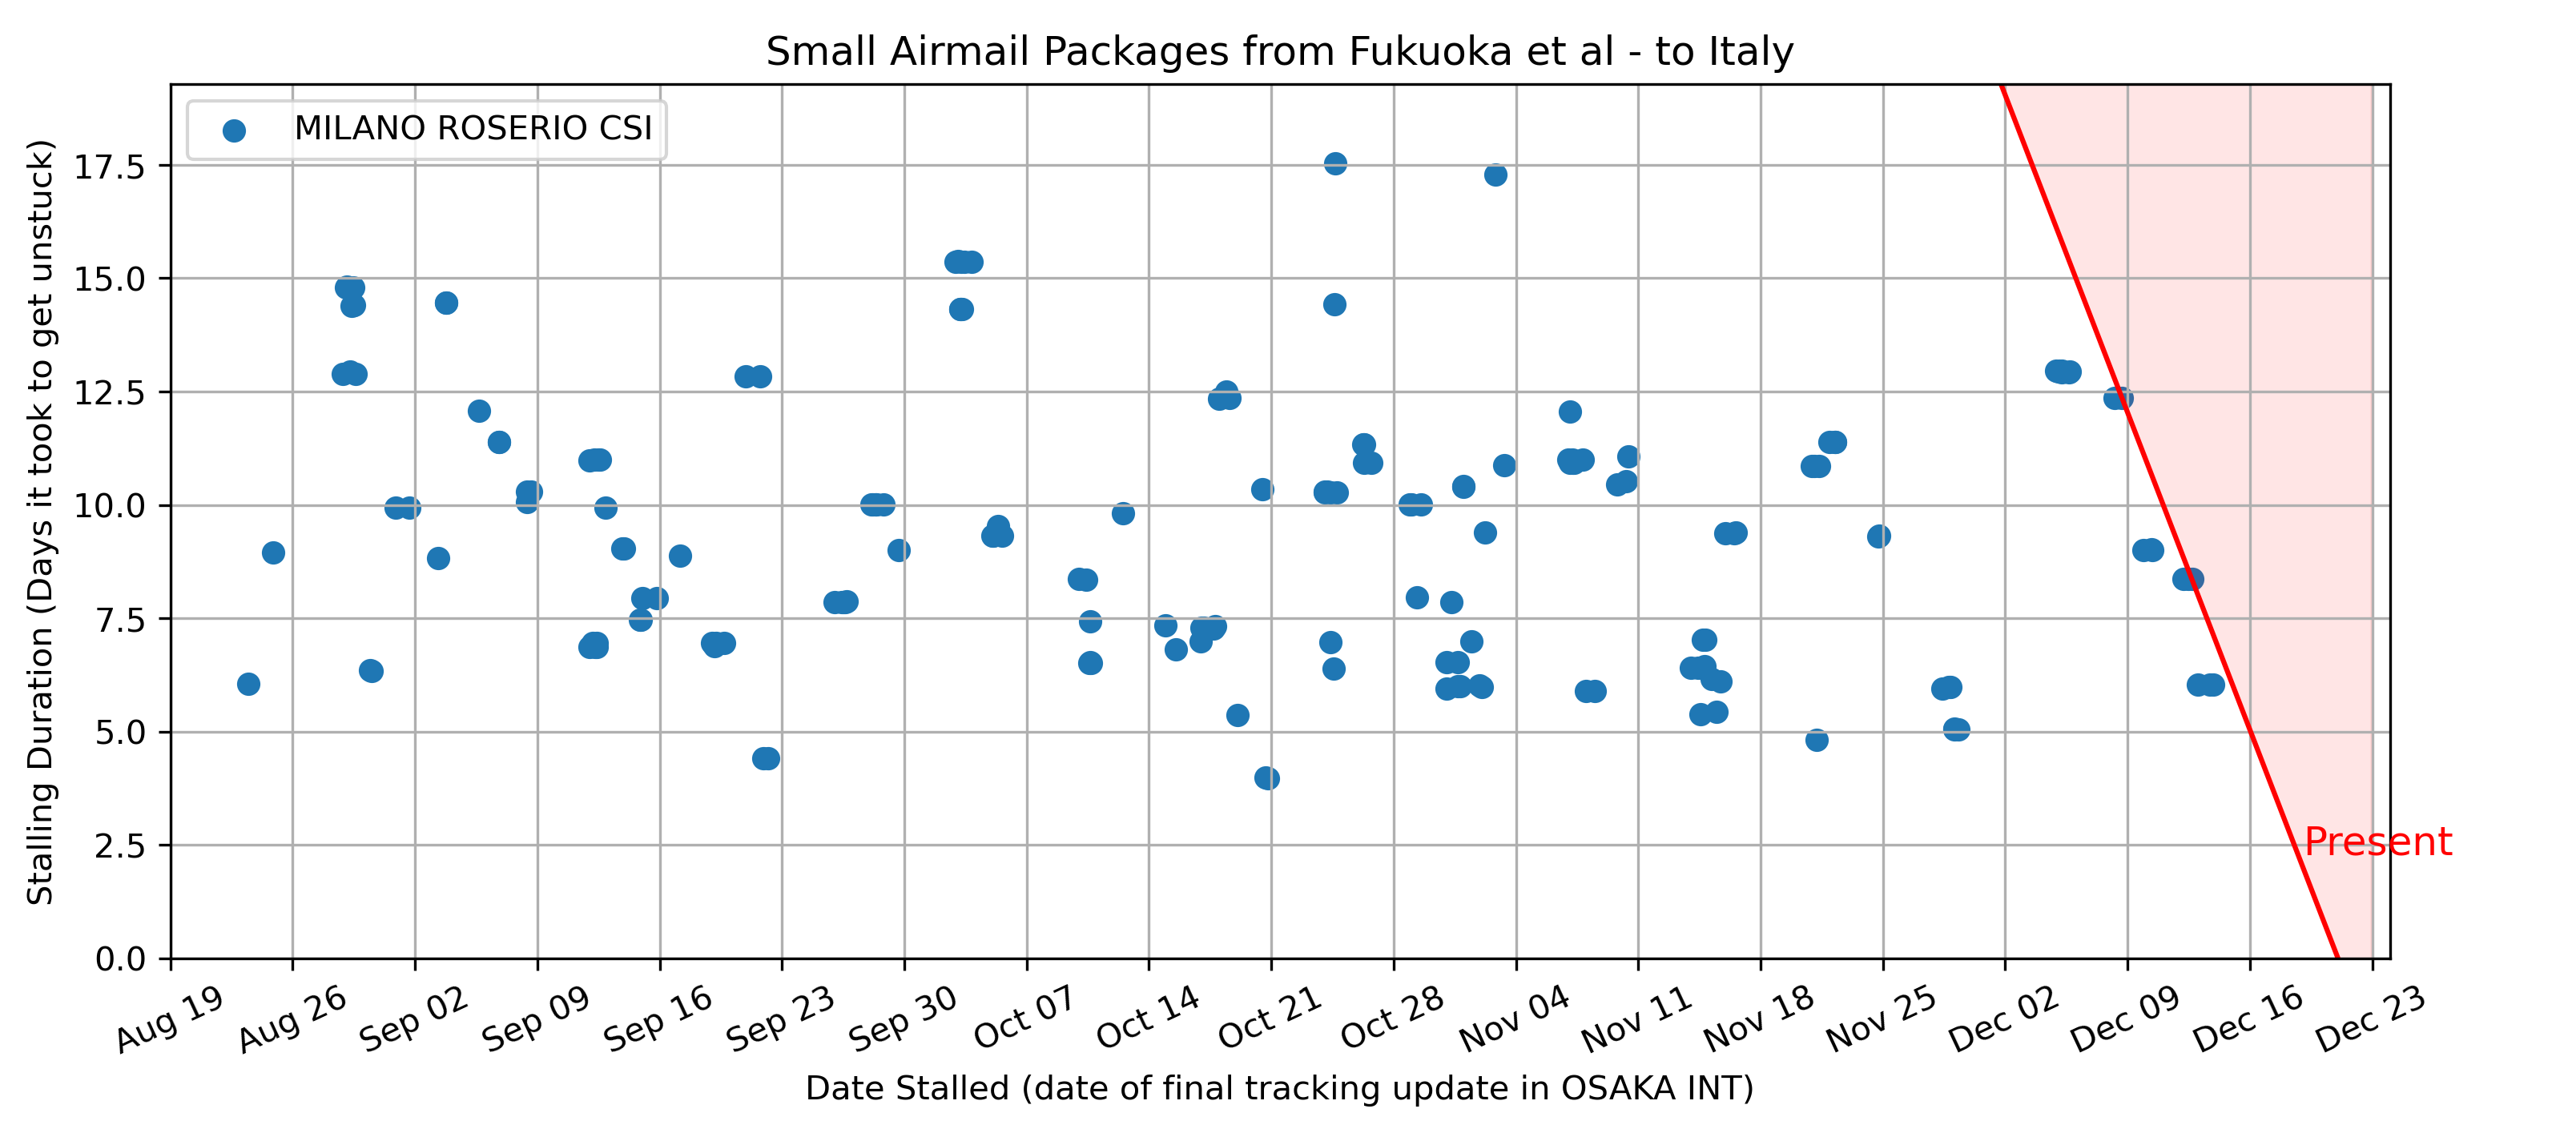 Small Airmail Packages from Fukuoka et al - to Italy
MILANO ROSERIO CSI
Stalling Duration (Days it took to get unstuck)
17.5
15.0
12.5
10.0
7.5
5.0
2.5
0.0
Present
Aug 19
Aug 26
Sep 02
Sep 09
Sep 16
Sep 23
Sep 30
Oct 07
Oct 14
Oct 21
Oct 28
Nov 04
Nov 11
Nov 18
Nov 25
Dec 02
Dec 09
Dec 16
Dec 23
Date Stalled (date of final tracking update in OSAKA INT)